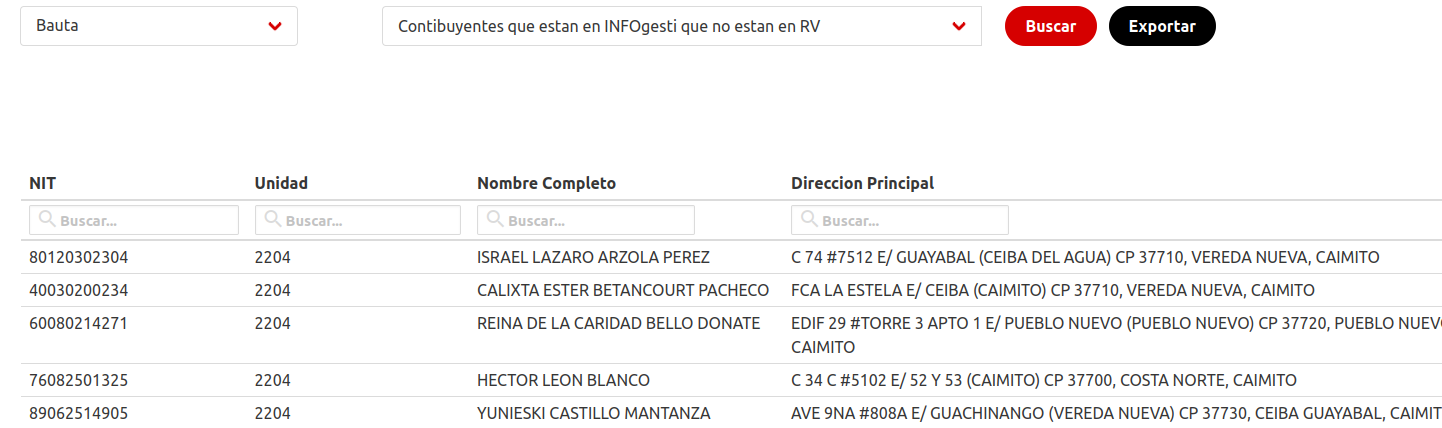 Bauta Contibuyentes que estan en INFOgesti que no estan en RV Buscar Exportar
NIT Unidad Nombre Completo Direccion Principal
Buscar... Buscar... Buscar... Buscar...
80120302304 2204 ISRAEL LAZARO ARZOLA PEREZ C 74 #7512 E/ GUAYABAL (CEIBA DEL AGUA) CP 37710, VEREDA NUEVA, CAIMITO
40030200234 2204 CALIXTA ESTER BETANCOURT PACHECO FCA LA ESTELA E/ CEIBA (CAIMITO) CP 37710, VEREDA NUEVA, CAIMITO
60080214271 2204 REINA DE LA CARIDAD BELLO DONATE EDIF 29 #TORRE 3 APTO 1 E/ PUEBLO NUEVO (PUEBLO NUEVO) CP 37720, PUEBLO
CAIMITO
76082501325 2204 HECTOR LEON BLANCO C 34 C #5102 E/ 52 Y 53 (CAIMITO) CP 37700, COSTA NORTE, CAIMITO
89062514905 2204 YUNIESKI CASTILLO MANTANZA AVE 9NA #808A E/ GUACHINANGO (VEREDA NUEVA) CP 37730, CEIBA GUAYABAL,